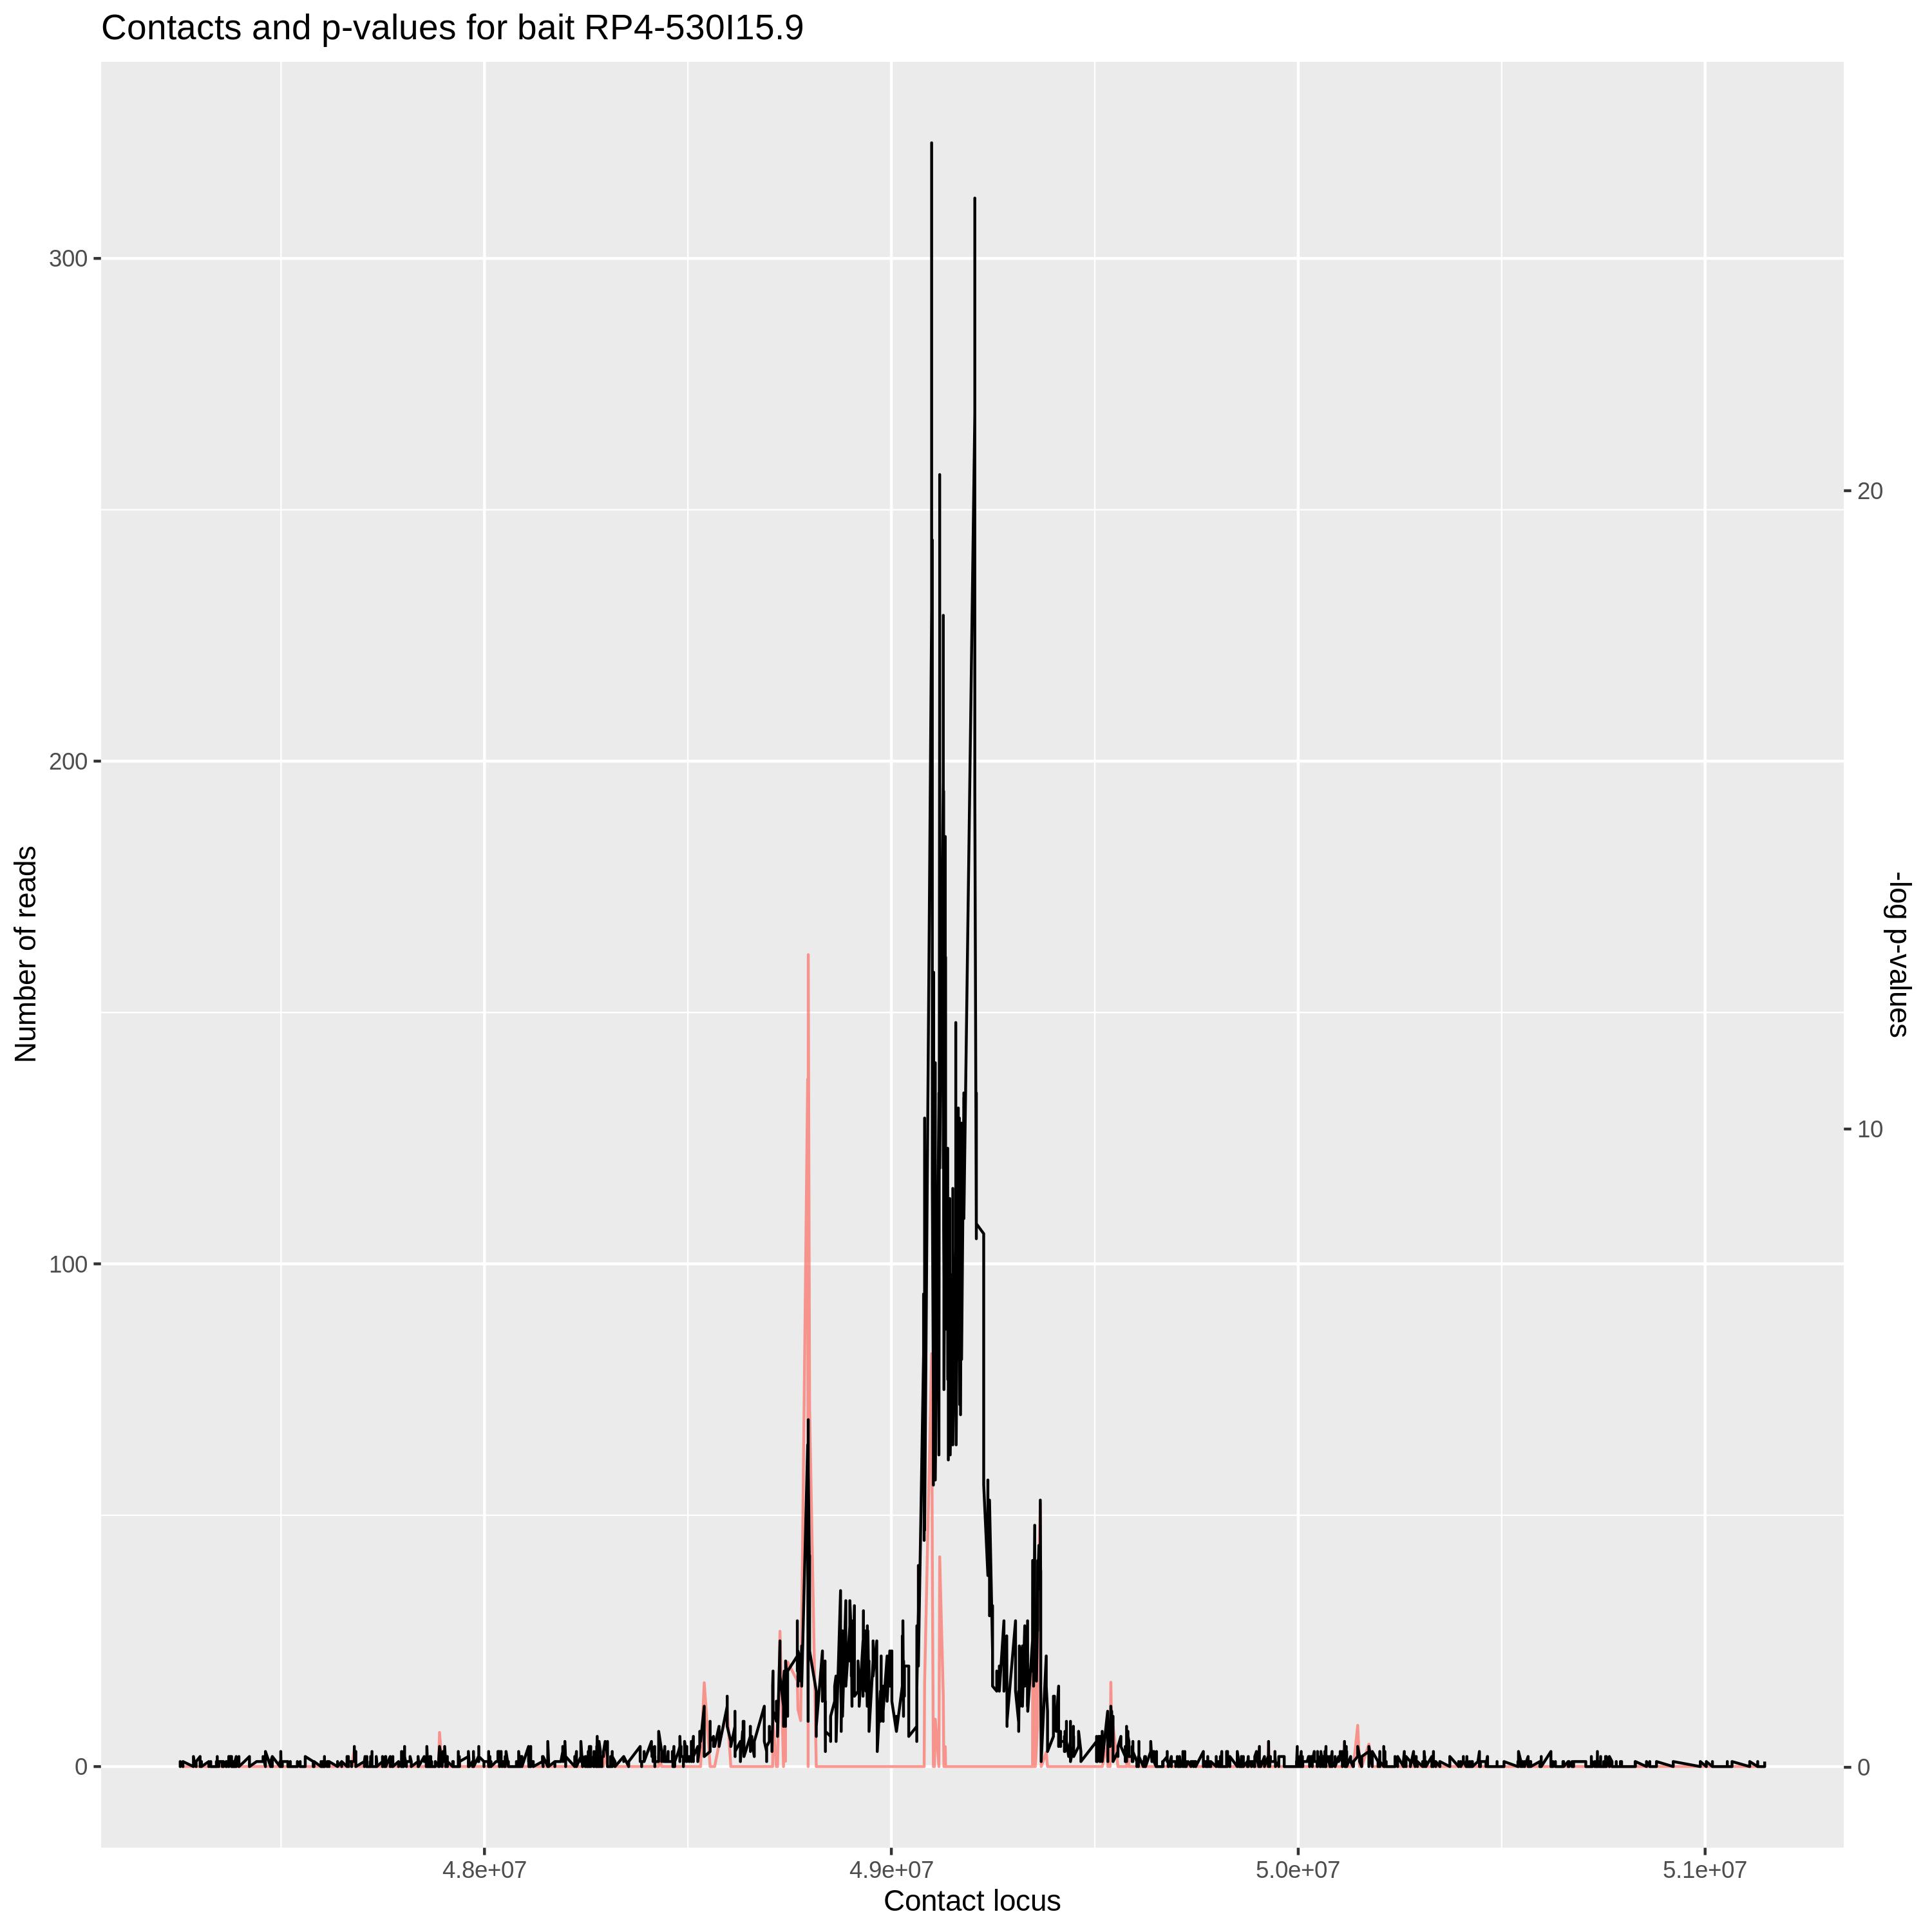 Contacts and p-values for bait RP4-530I15.9
300
200
100
0
Number of reads
20
10
0
-log p-values
4.8e+07
4.9e+07
5.0e+07
5.1e+07
Contact locus